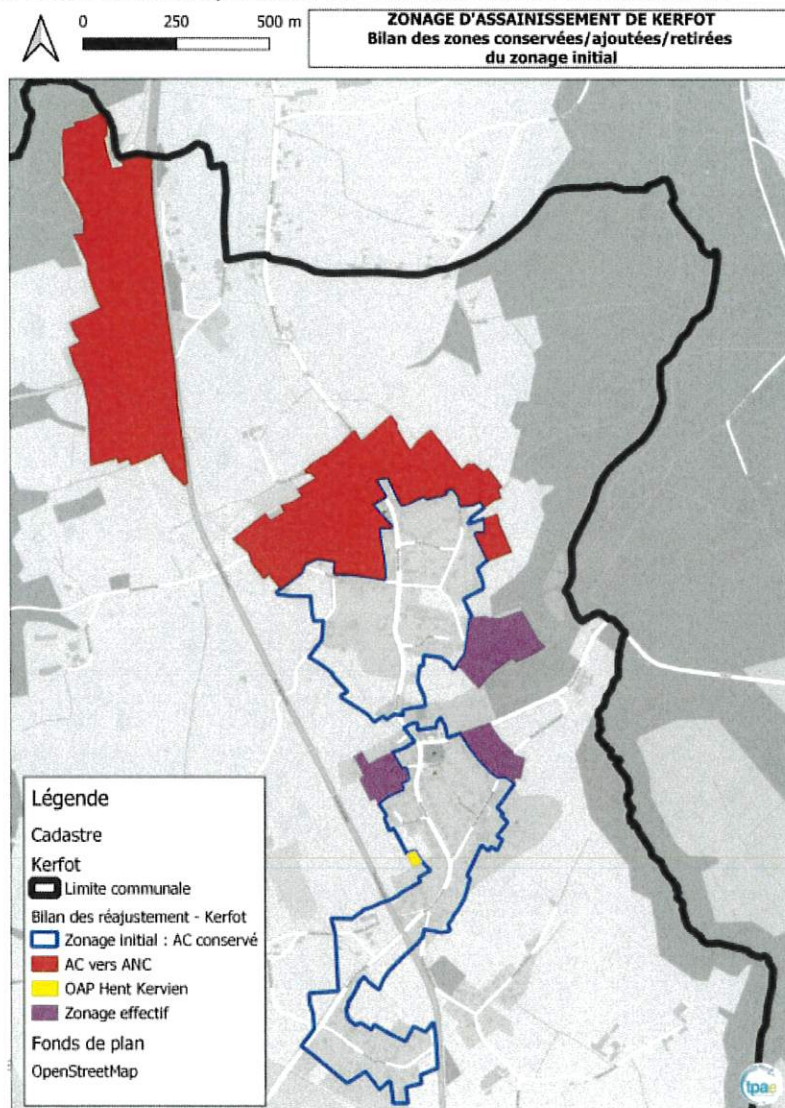 0 250 500 m
ZONAGE D'ASSAINISSEMENT DE KERFOT
Bilan des zones conservées/ajoutées/retirées
du zonage initial
Légende
Cadastre
Kerfot
Limite communale
Bilan des réajustement - Kerfot
Zonage initial : AC conservé
AC vers ANC
OAP Hent Kervien
Zonage effectif
Fonds de plan
OpenStreetMap
tpae